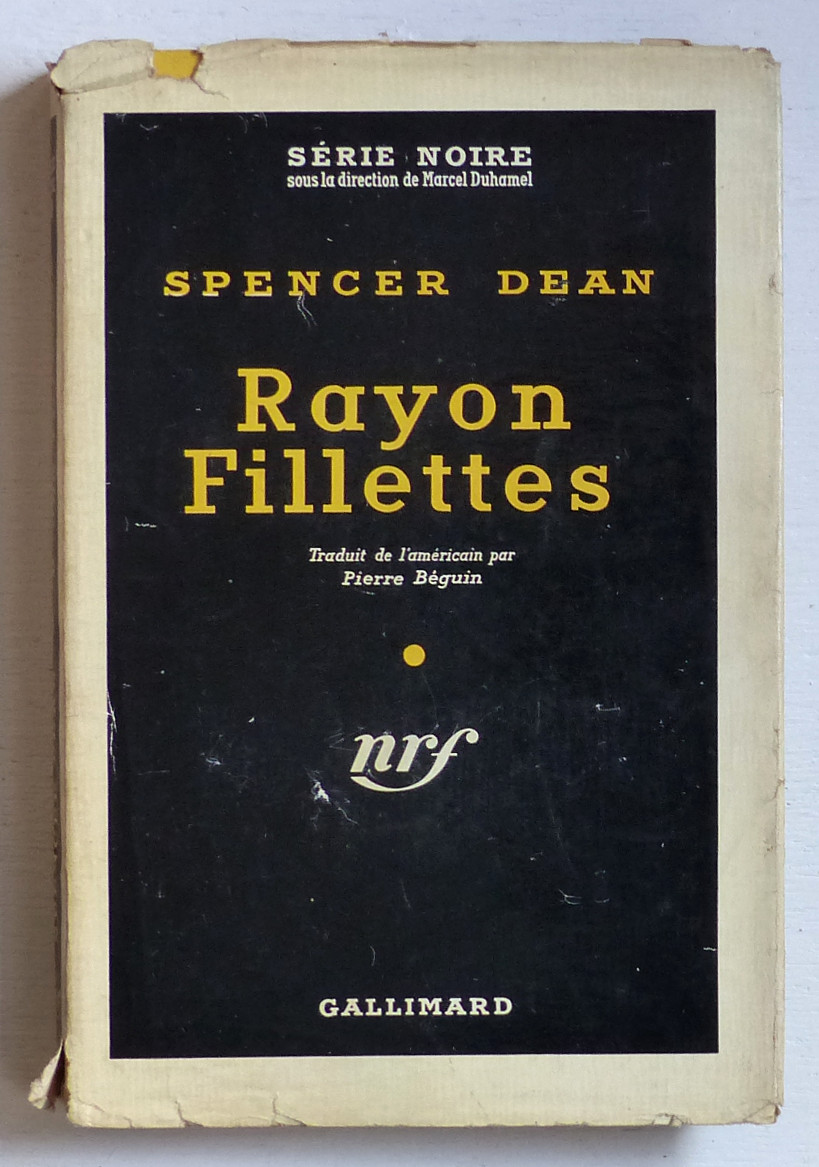 SÉRIE NOIRE
sous la direction de Marcel Duhamel
SPENCER DEAN
Rayon
Fillettes
Traduit de l'américain par
Pierre Béguin
nrf
GALLIMARD